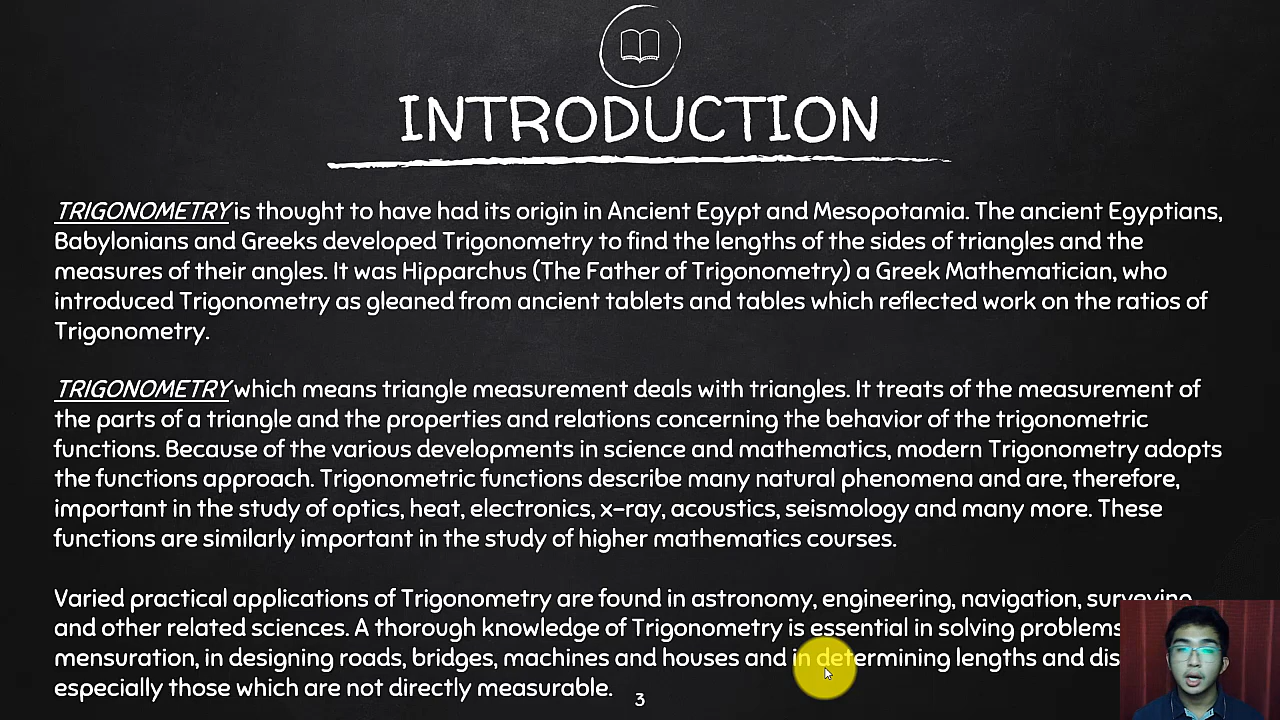 INTRODUCTION
TRIGONOMETRY is thought to have had its origin in Ancient Egypt and Mesopotamia. The ancient Egyptians,
Babylonians and Greeks developed Trigonometry to find the lengths of the sides of triangles and the
measures of their angles. It was Hipparchus (The Father of Trigonometry) a Greek Mathematician, who
introduced Trigonometry as gleaned from ancient tablets and tables which reflected work on the ratios of
Trigonometry.
TRIGONOMETRY which means triangle measurement deals with triangles. It treats of the measurement of
the parts of a triangle and the properties and relations concerning the behavior of the trigonometric
functions. Because of the various developments in science and mathematics, modern Trigonometry adopts
the functions approach. Trigonometric functions describe many natural phenomena and are, therefore,
important in the study of optics, heat, electronics, x-ray, acoustics, seismology and many more. These
functions are similarly important in the study of higher mathematics courses.
Varied practical applications of Trigonometry are found in astronomy, engineering, navigation, surveying
and other related sciences. A thorough knowledge of Trigonometry is essential in solving problems
mensuration, in designing roads, bridges, machines and houses and in determining lengths and
especially those which are not directly measurable.
3